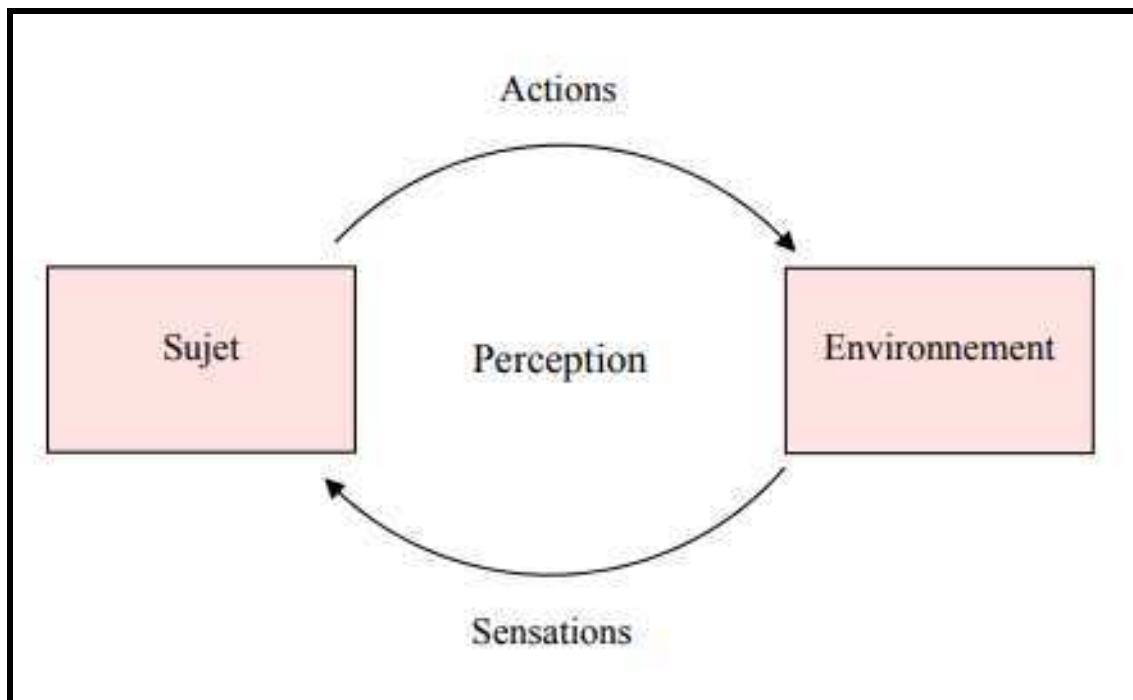 Actions
Sujet
Perception
Environnement
Sensations